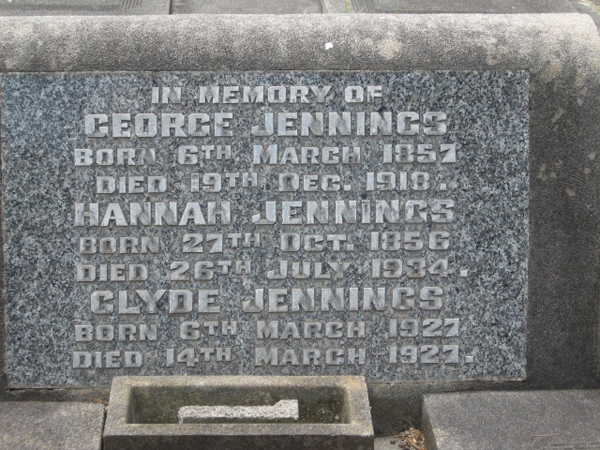 IN MEMORY OF
GEORGE JENNINGS
BORN 6TH MARCH 1857
DIED 19TH DEC. 1918.
HANNAH JENNINGS
BORN 27TH OCT. 1856
DIED 26TH JULY 1934.
CLYDE JENNINGS
BORN 6TH MARCH 1927
DIED 14TH MARCH 1927.